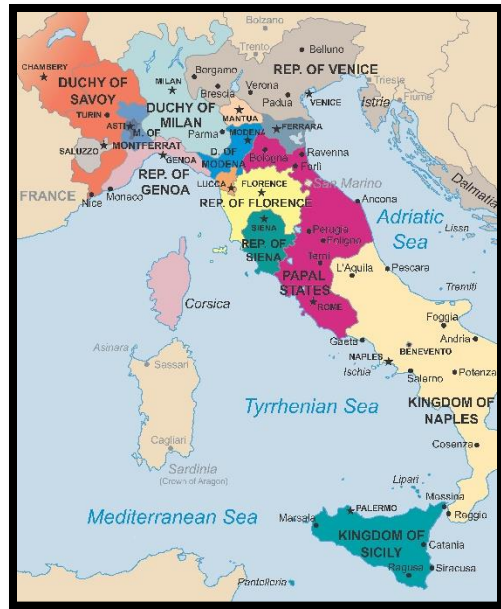 Bolzano
Belluno
Trento
CHAMBERY
DUCHY OF
SAVOY
Borgamo
REP. OF VENICE
MILAN
Brescia
Verona
Padua
VENICE
Trieste
Fiume
Istria
TURIN
DUCHY OF
MILAN
MANTUA
ASTI
M. OF
MONTFERRAT
Parma
MODENA
FERRARA
SALUZZO
GENOA
D. OF
MODENA
Bologna
Ravenna
Forlì
REP. OF
GENOA
LUCCA
FLORENCE
San Marino
Dalmatia
FRANCE
Nice
Monaco
REP. OF FLORENCE
Ancona
Adriatic
Sea
Lissa
SIENA
REP. OF
SIENA
Perugia
Foligno
Terni
PAPAL
STATES
L'Aquila
Pescara
Tremiti
ROME
Corsica
Foggia
Gaeta
BENEVENTO
Andria
NAPLES
Ischia
Salerno
Potenza
KINGDOM OF
NAPLES
Asinara
Sassari
Tyrrhenian Sea
Cosenza
Cagliari
Sardinia
(Crown of Aragon)
Lipari
Messina
Reggio
PALERMO
Marsala
Mediterranean Sea
KINGDOM OF
SICILY
Catania
Ragusa
Siracusa
Pantelleria